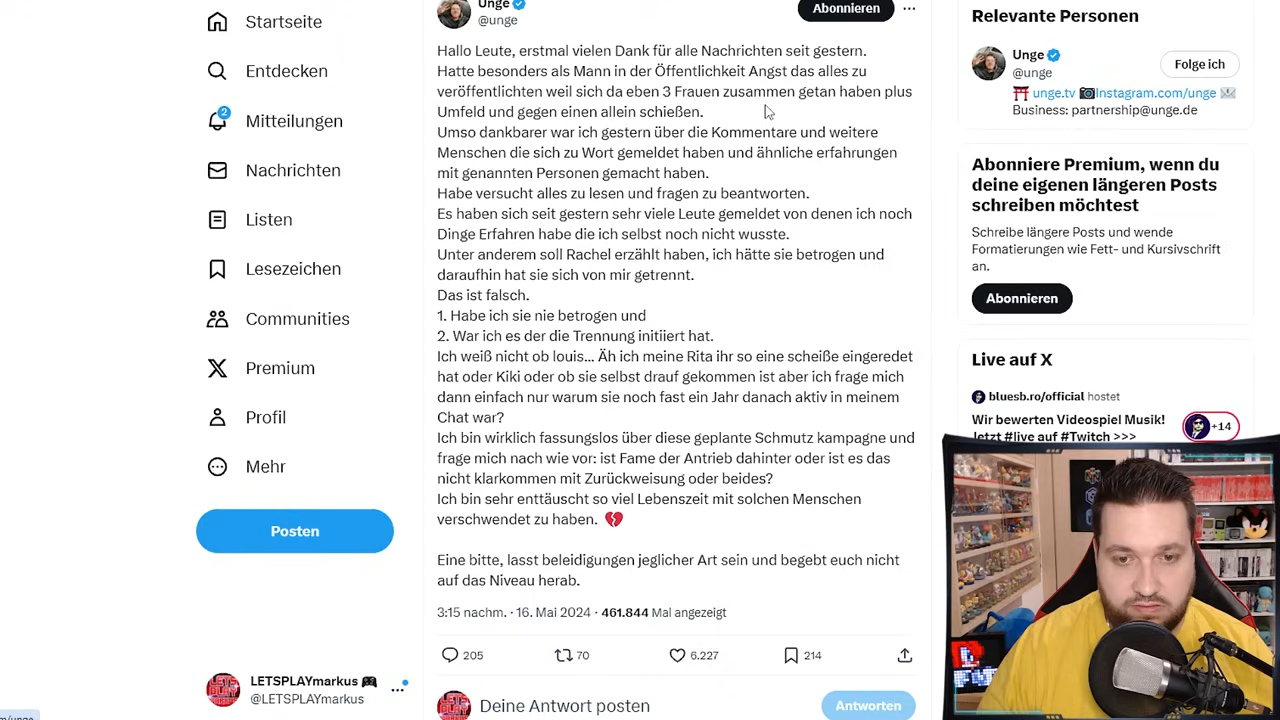 Startseite
Entdecken
2
Mitteilungen
Nachrichten
Listen
Lesezeichen
Communities
Premium
Profil
Mehr
Posten
LETSPLAYmarkus
@LETSPLAYmarkus
Unge
@unge
Abonnieren
Hallo Leute, erstmal vielen Dank für alle Nachrichten seit gestern.
Hatte besonders als Mann in der Öffentlichkeit Angst das alles zu
veröffentlichten weil sich da eben 3 Frauen zusammen getan haben plus
Umfeld und gegen einen allein schießen.
Umso dankbarer war ich gestern über die Kommentare und weitere
Menschen die sich zu Wort gemeldet haben und ähnliche erfahrungen
mit genannten Personen gemacht haben.
Habe versucht alles zu lesen und fragen zu beantworten.
Es haben sich seit gestern sehr viele Leute gemeldet von denen ich noch
Dinge Erfahren habe die ich selbst noch nicht wusste.
Unter anderem soll Rachel erzählt haben, ich hätte sie betrogen und
daraufhin hat sie sich von mir getrennt.
Das ist falsch.
1. Habe ich sie nie betrogen und
2. War ich es der die Trennung initiiert hat.
Ich weiß nicht ob louis... Äh ich meine Rita ihr so eine scheiße eingeredet
hat oder Kiki oder ob sie selbst drauf gekommen ist aber ich frage mich
dann einfach nur warum sie noch fast ein Jahr danach aktiv in meinem
Chat war?
Ich bin wirklich fassungslos über diese geplante Schmutz kampagne und
frage mich nach wie vor: ist Fame der Antrieb dahinter oder ist es das
nicht klarkommen mit Zurückweisung oder beides?
Ich bin sehr enttäuscht so viel Lebenszeit mit solchen Menschen
verschwendet zu haben. 💔
Eine bitte, lasst beleidigungen jeglicher Art sein und begebt euch nicht
auf das Niveau herab.
3:15 nachm. · 16. Mai 2024 · 461.844 Mal angezeigt
205 70 6.227 214
Deine Antwort posten
Antworten
Relevante Personen
Unge
@unge
Folge ich
unge.tv Instagram.com/unge
Business: partnership@unge.de
Abonniere Premium, wenn du
deine eigenen längeren Posts
schreiben möchtest
Schreibe längere Posts und wende
Formatierungen wie Fett- und Kursivschrift
an.
Abonnieren
Live auf X
bluesb.ro/official hostet
Wir bewerten Videospiel Musik!
Jetzt #live auf #Twitch >>>
+14